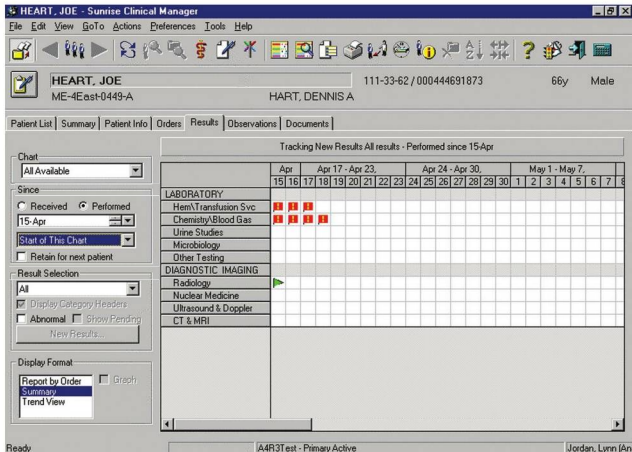 HEART, JOE - Sunrise Clinical Manager
File Edit View GoTo Actions Preferences Tools Help
HEART, JOE 111-33-62 / 000444691873 66y Male
ME-4East-0449-A HART, DENNIS A
Patient List Summary Patient Info Orders Results Observations Documents
Tracking New Results All results - Performed since 15-Apr
Chart
All Available
Since
Received Performed
15-Apr
Start of This Chart
Retain for next patient
Result Selection
All
Display Category Headers
Abnormal Show Pending
New Results...
Display Format
Report by Order Graph
Summary
Trend View
Apr Apr 17 - Apr 23, Apr 24 - Apr 30, May 1 - May 7,
15 16 17 18 19 20 21 22 23 24 25 26 27 28 29 30 1 2 3 4 5 6 7 8
LABORATORY
Hem\Transfusion Svc
Chemistry\Blood Gas
Urine Studies
Microbiology
Other Testing
DIAGNOSTIC IMAGING
Radiology
Nuclear Medicine
Ultrasound & Doppler
CT & MRI
Ready A4R3Test - Primary Active Jordan, Lynn (An